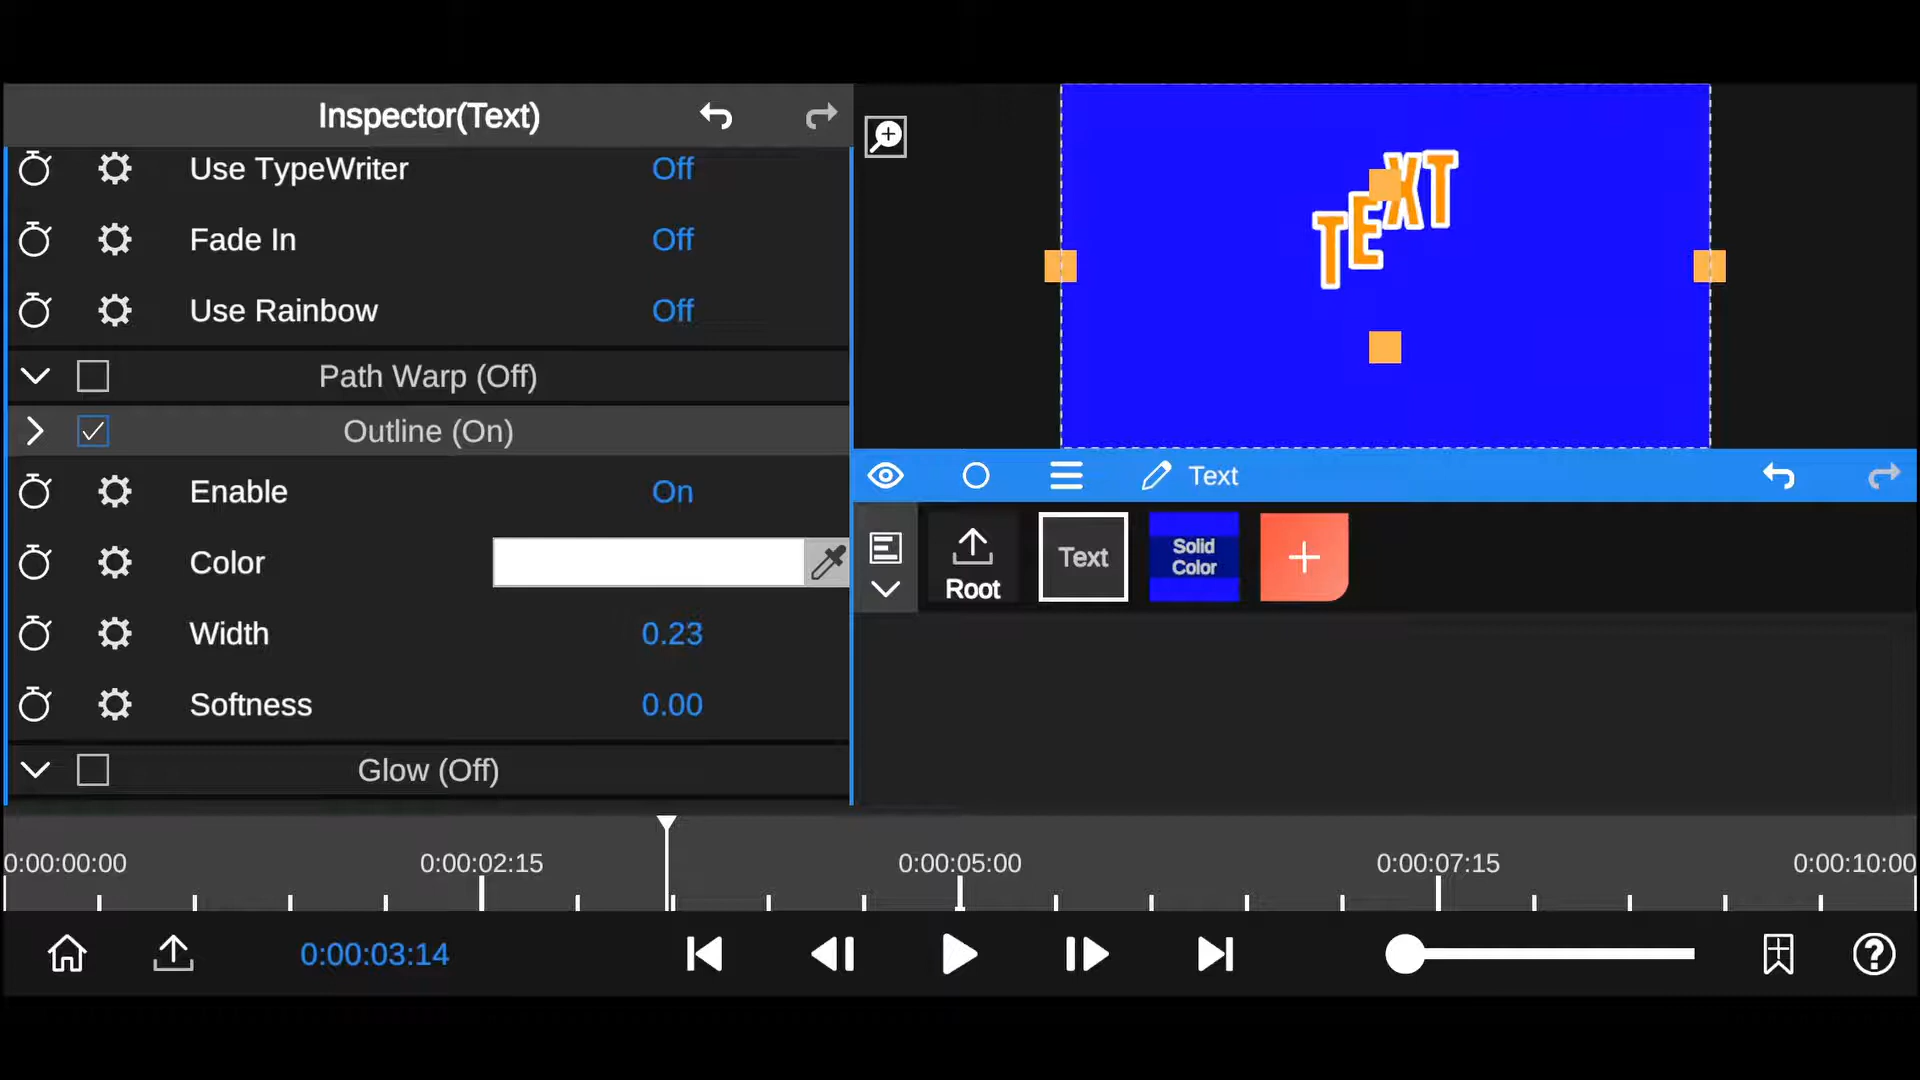 Inspector(Text)
Use TypeWriter Off
Fade In Off
Use Rainbow Off
Path Warp (Off)
Outline (On)
Enable On
Color
Width 0.23
Softness 0.00
Glow (Off)
TEXT
Text
Root
Text
Solid
Color
0:00:00:00 0:00:02:15 0:00:05:00 0:00:07:15 0:00:10:00
0:00:03:14